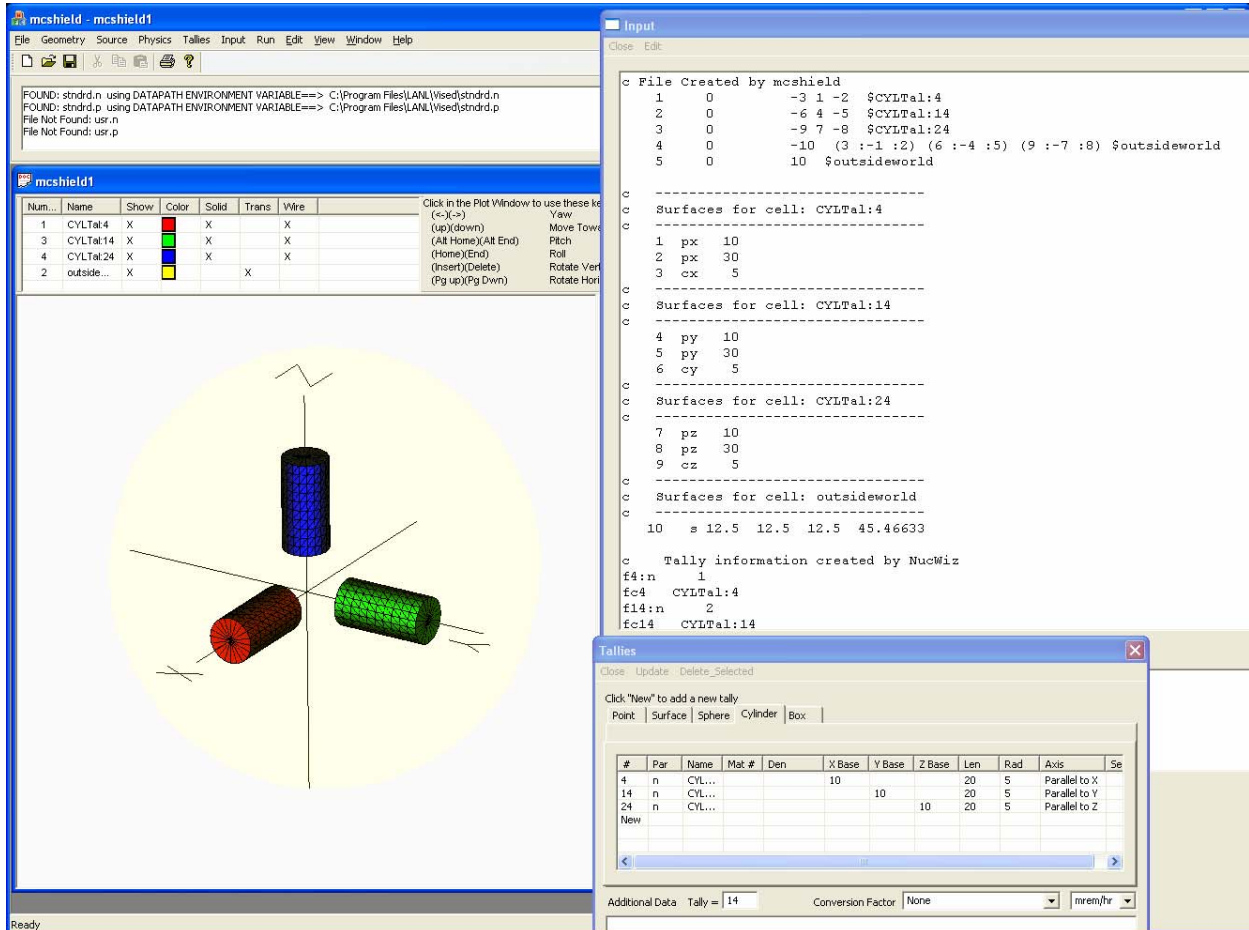 mcshield - mcshield1
File Geometry Source Physics Tallies Input Run Edit View Window Help
FOUND: stndrd.n using DATAPATH ENVIRONMENT VARIABLE==> C:\Program Files\LANL\Vised\stndrd.n
FOUND: stndrd.p using DATAPATH ENVIRONMENT VARIABLE==> C:\Program Files\LANL\Vised\stndrd.p
File Not Found: usr.n
File Not Found: usr.p
mcshield1
Num... Name Show Color Solid Trans Wire
1 CYLTal:4 X X X
3 CYLTal:14 X X X
4 CYLTal:24 X X X
2 outside... X X
Click in the Plot Window to use these ke
(<-)(->) Yaw
(up)(down) Move Towa
(Alt Home)(Alt End) Pitch
(Home)(End) Roll
(Insert)(Delete) Rotate Vert
(Pg up)(Pg Dwn) Rotate Hori
Z
X
Y
Ready
Input
Close Edit
c File Created by mcshield
1 0 -3 1 -2 $CYLTal:4
2 0 -6 4 -5 $CYLTal:14
3 0 -9 7 -8 $CYLTal:24
4 0 -10 (3 :-1 :2) (6 :-4 :5) (9 :-7 :8) $outsideworld
5 0 10 $outsideworld
c ------------------------------
c Surfaces for cell: CYLTal:4
c ------------------------------
1 px 10
2 px 30
3 cx 5
c ------------------------------
c Surfaces for cell: CYLTal:14
c ------------------------------
4 py 10
5 py 30
6 cy 5
c ------------------------------
c Surfaces for cell: CYLTal:24
c ------------------------------
7 pz 10
8 pz 30
9 cz 5
c ------------------------------
c Surfaces for cell: outsideworld
c ------------------------------
10 s 12.5 12.5 12.5 45.46633
c Tally information created by NucWiz
f4:n 1
fc4 CYLTal:4
f14:n 2
fc14 CYLTal:14
Tallies
Close Update Delete_Selected
Click "New" to add a new tally
Point Surface Sphere Cylinder Box
# Par Name Mat # Den X Base Y Base Z Base Len Rad Axis Se
4 n CYL... 10 20 5 Parallel to X
14 n CYL... 10 20 5 Parallel to Y
24 n CYL... 10 20 5 Parallel to Z
New
Additional Data Tally = 14 Conversion Factor None mrem/hr